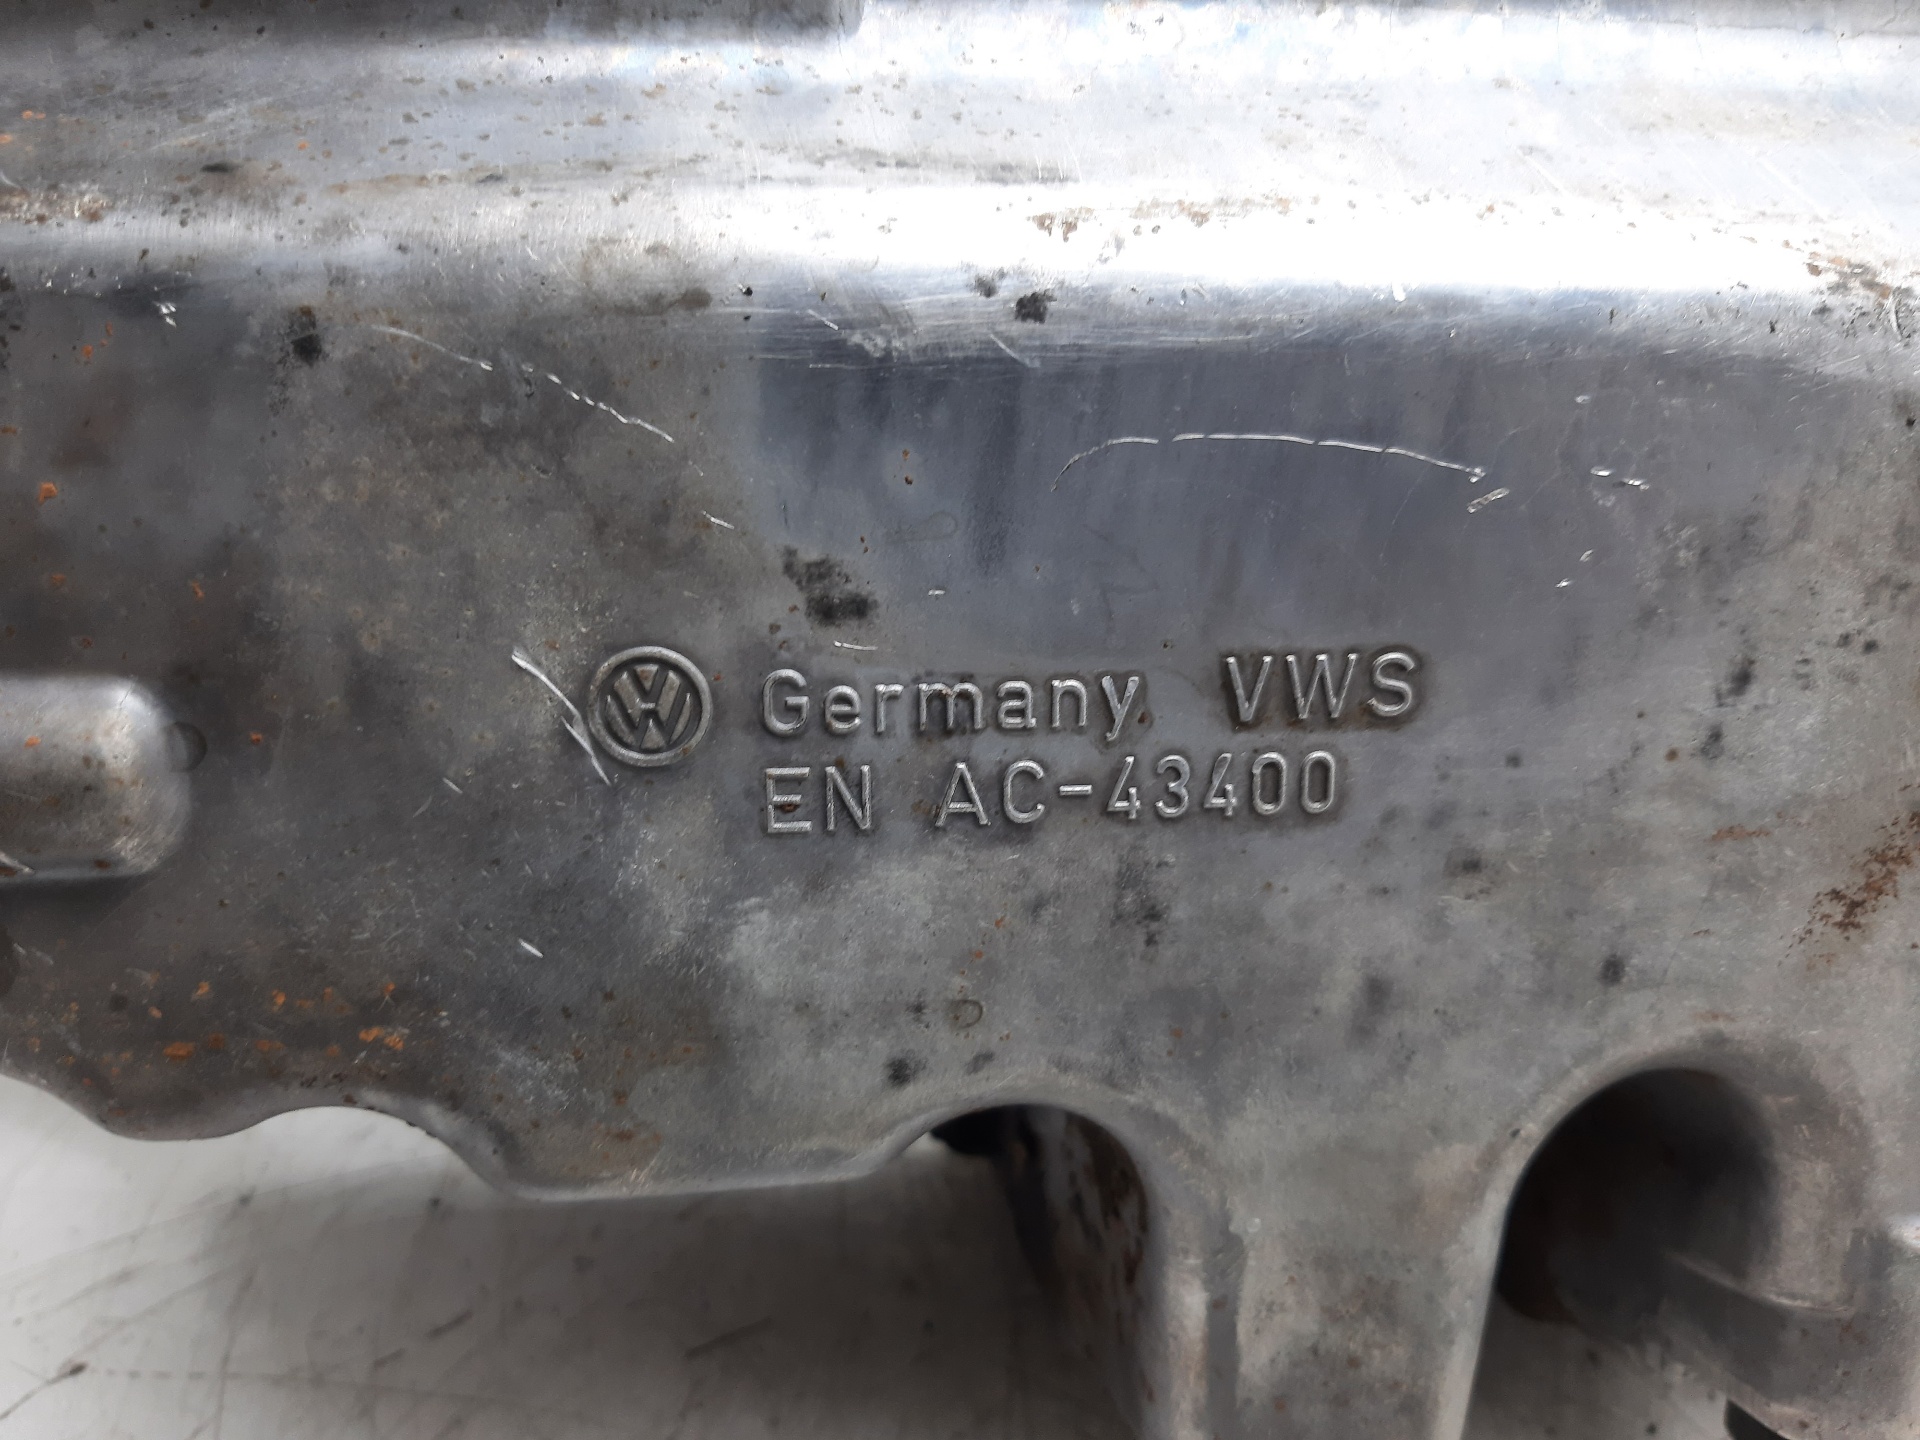 Germany VWS
EN AC-43400